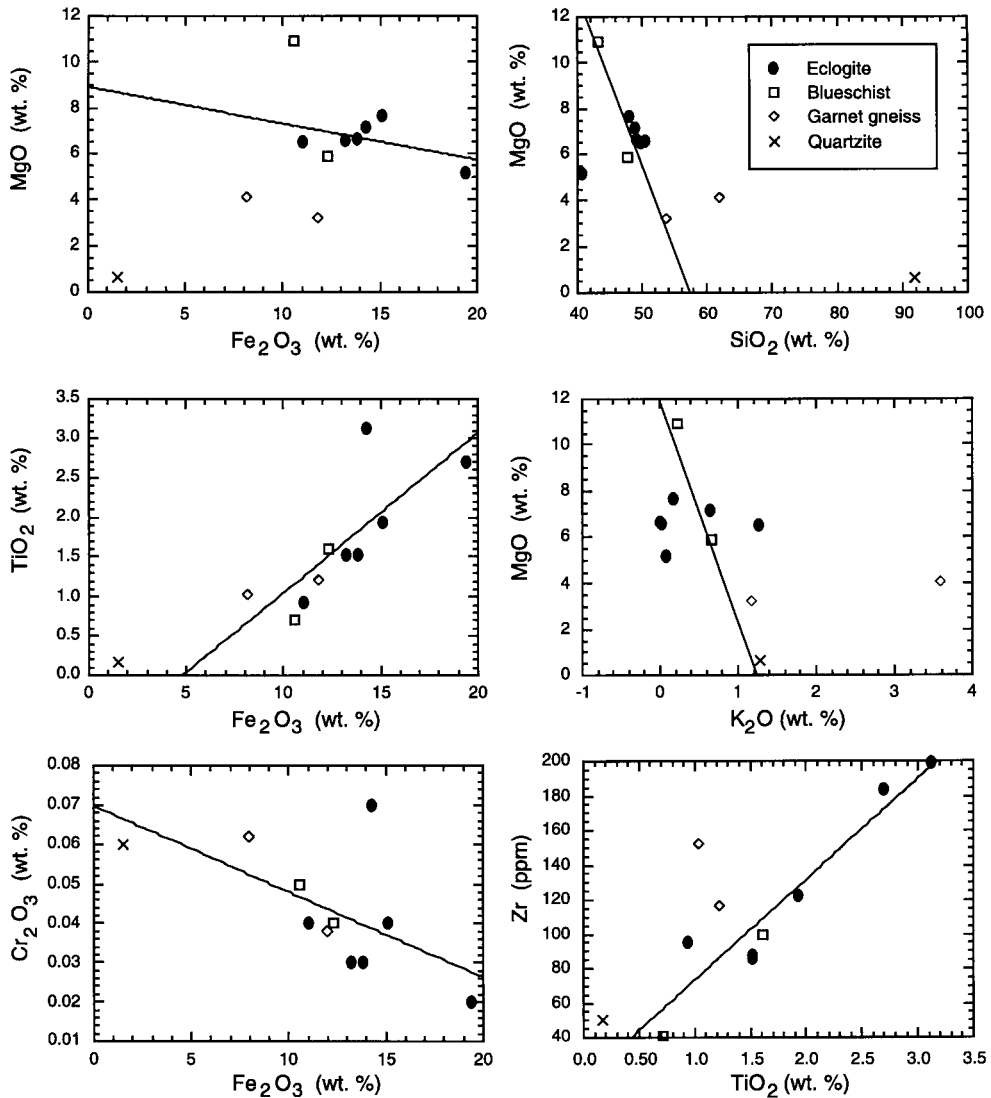 12
10
8
6
4
2
0
MgO (wt. %)
0 5 10 15 20
Fe2O3 (wt. %)
12
10
8
6
4
2
0
MgO (wt. %)
Eclogite
Blueschist
Garnet gneiss
Quartzite
40 50 60 70 80 90 100
SiO2 (wt. %)
3.5
3.0
2.5
2.0
1.5
1.0
0.5
0.0
TiO2 (wt. %)
0 5 10 15 20
Fe2O3 (wt. %)
12
10
8
6
4
2
0
MgO (wt. %)
-1 0 1 2 3 4
K2O (wt. %)
0.08
0.07
0.06
0.05
0.04
0.03
0.02
0.01
Cr2O3 (wt. %)
0 5 10 15 20
Fe2O3 (wt. %)
200
180
160
140
120
100
80
60
40
Zr (ppm)
0.0 0.50 1.0 1.5 2.0 2.5 3.0 3.5
TiO2 (wt. %)